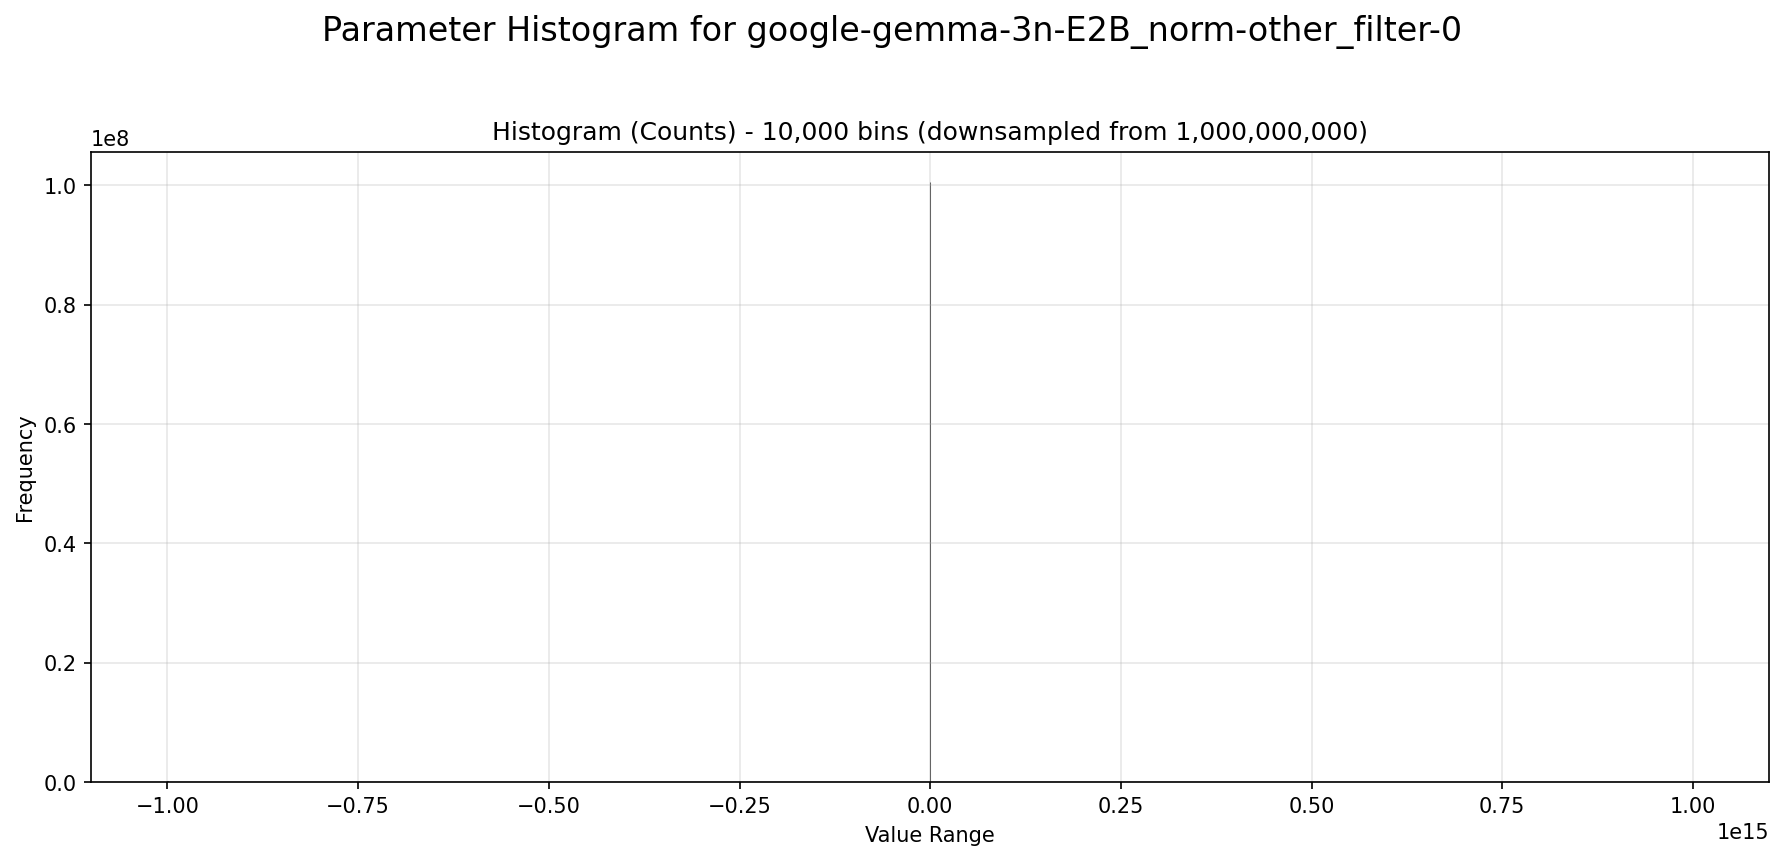 Parameter Histogram for google-gemma-3n-E2B_norm-other_filter-0
Histogram (Counts) - 10,000 bins (downsampled from 1,000,000,000)
1e8
1.0
0.8
0.6
0.4
0.2
0.0
Frequency
−1.00 −0.75 −0.50 −0.25 0.00 0.25 0.50 0.75 1.00
1e15
Value Range